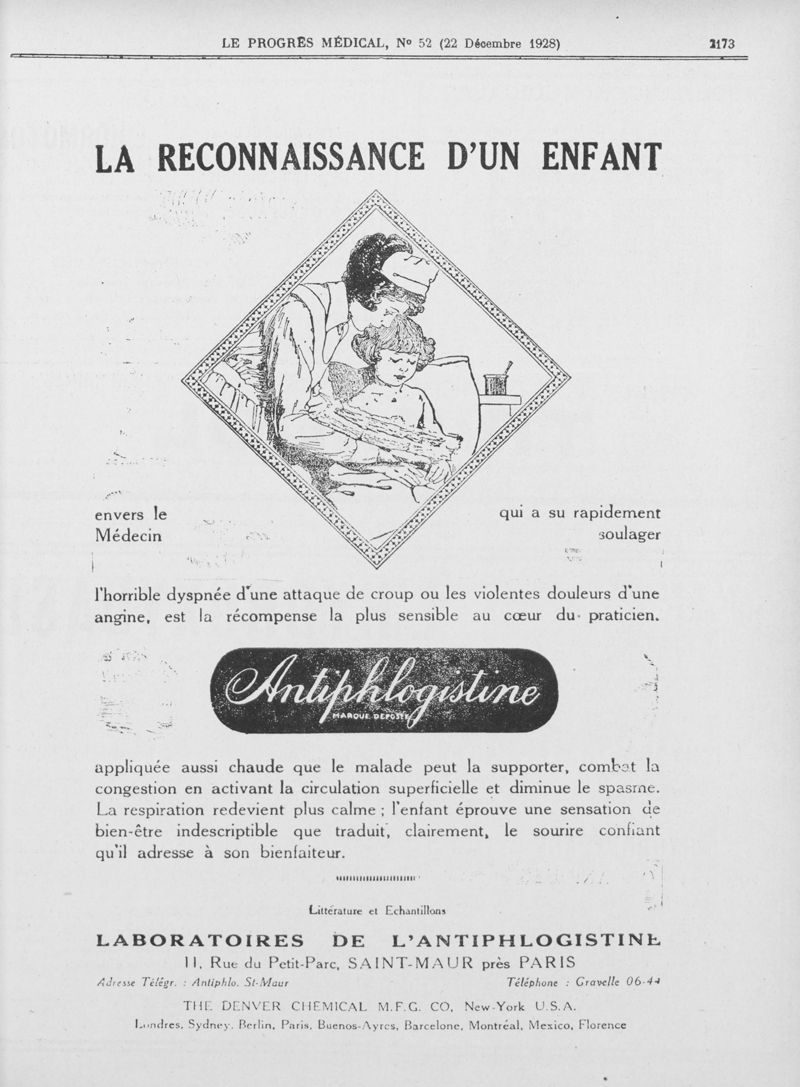 LE PROGRÈS MÉDICAL, Nº 52 (22 Décembre 1928) 2173
LA RECONNAISSANCE D'UN ENFANT
envers le
Médecin
qui a su rapidement
soulager
l'horrible dyspnée d'une attaque de croup ou les violentes douleurs d'une
angine, est la récompense la plus sensible au cœur du praticien.
Antiphlogistine
MARQUE DEPOSÉE
appliquée aussi chaude que le malade peut la supporter, combat la
congestion en activant la circulation superficielle et diminue le spasme.
La respiration redevient plus calme ; l'enfant éprouve une sensation de
bien-être indescriptible que traduit, clairement, le sourire confiant
qu'il adresse à son bienfaiteur.
Littérature et Echantillons
LABORATOIRES DE L'ANTIPHLOGISTINE
11, Rue du Petit-Parc, SAINT-MAUR près PARIS
Adresse Télégr. : Antiphlo. St-Maur Téléphone : Gravelle 06-44
THE DENVER CHEMICAL M.F.G. CO, New-York U.S.A.
Londres, Sydney, Berlin, Paris, Buenos-Ayres, Barcelone, Montréal, Mexico, Florence